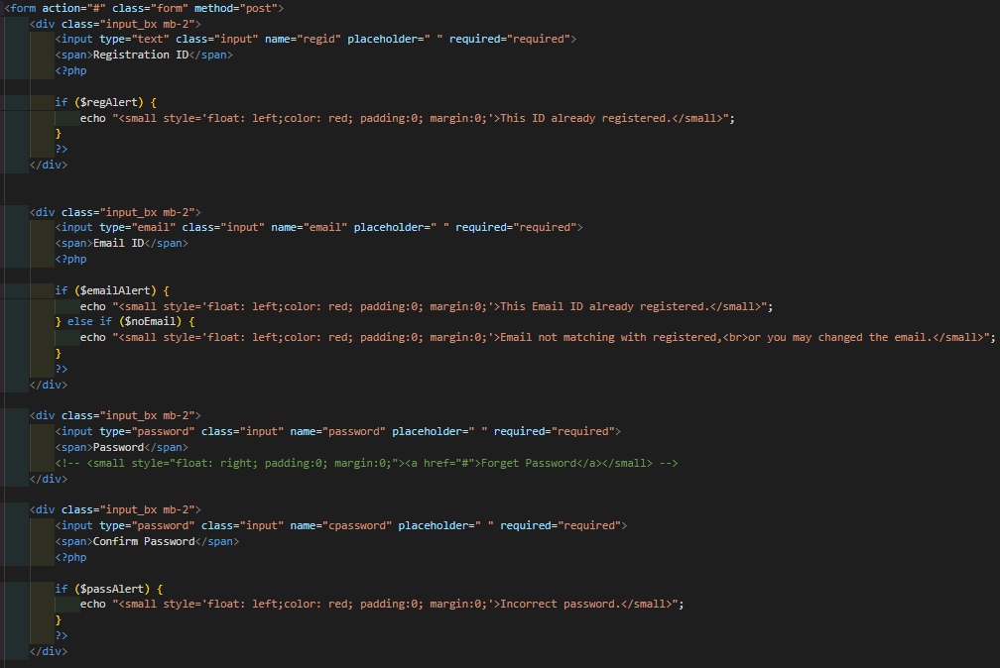 <form action="#" class="form" method="post">
<div class="input_bx mb-2">
<input type="text" class="input" name="regid" placeholder=" " required="required">
<span>Registration ID</span>
<?php
if ($regAlert) {
echo "<small style='float: left;color: red; padding:0; margin:0;'>This ID already registered.</small>";
}
?>
</div>
<div class="input_bx mb-2">
<input type="email" class="input" name="email" placeholder=" " required="required">
<span>Email ID</span>
<?php
if ($emailAlert) {
echo "<small style='float: left;color: red; padding:0; margin:0;'>This Email ID already registered.</small>";
} else if ($noEmail) {
echo "<small style='float: left;color: red; padding:0; margin:0;'>Email not matching with registered,<br>or you may changed the email.</small>";
}
?>
</div>
<div class="input_bx mb-2">
<input type="password" class="input" name="password" placeholder=" " required="required">
<span>Password</span>
<!-- <small style="float: right; padding:0; margin:0;"><a href="#">Forget Password</a></small> -->
</div>
<div class="input_bx mb-2">
<input type="password" class="input" name="cpassword" placeholder=" " required="required">
<span>Confirm Password</span>
<?php
if ($passAlert) {
echo "<small style='float: left;color: red; padding:0; margin:0;'>Incorrect password.</small>";
}
?>
</div>